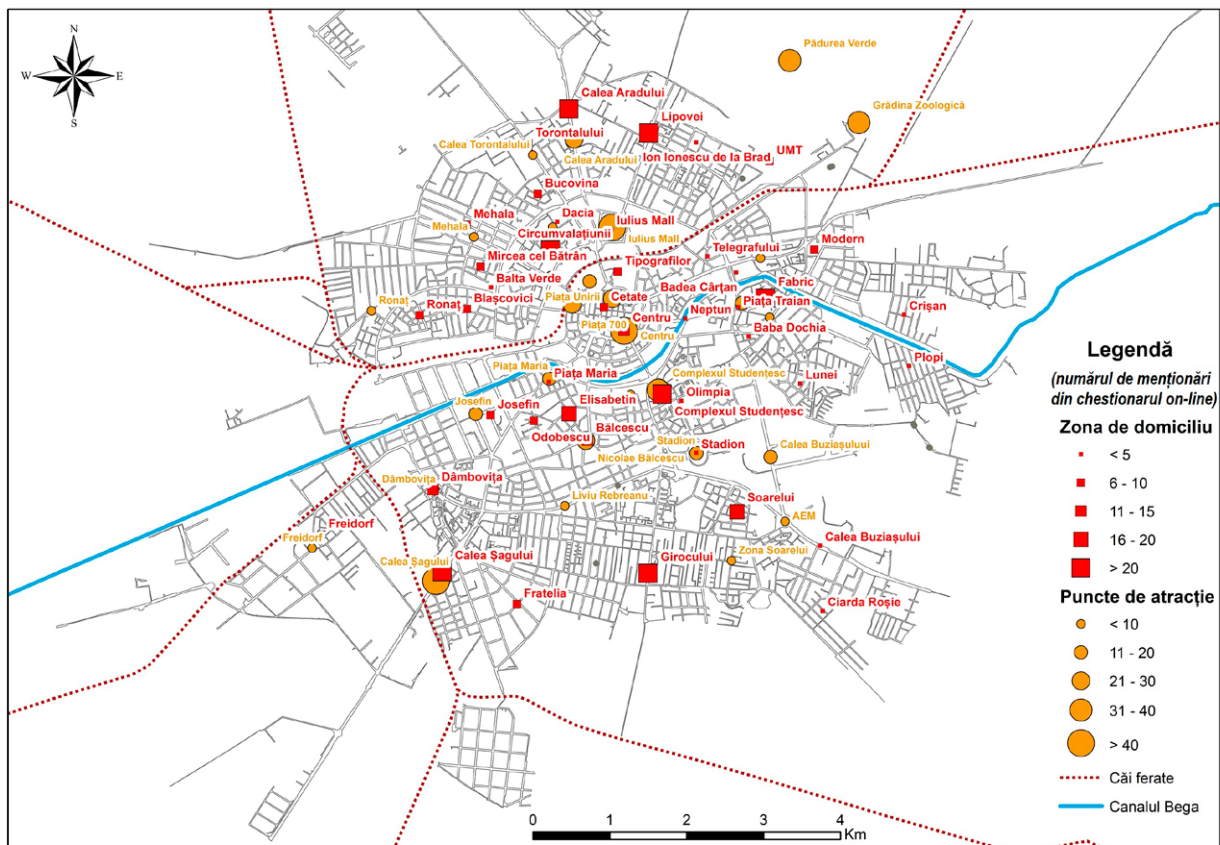 N
W
E
S
Pădurea Verde
Grădina Zoologică
Calea Aradului
Lipovei
Torontalului
Calea Torontalului
Calea Aradului
Ion Ionescu de la Brad
UMT
Bucovina
Mehala
Dacia
Iulius Mall
Mehala
Circumvalațiunii
Iulius Mall
Telegrafului
Modern
Mircea cel Bătrân
Tipografilor
Balta Verde
Badea Cârțan
Fabric
Ronaț
Ronaț
Blașcovici
Piața Unirii
Cetate
Neptun
Piața Traian
Crișan
Piața 700
Centru
Centru
Baba Dochia
Plopi
Piața Maria
Piața Maria
Complexul Studențesc
Lunei
Josefin
Josefin
Elisabetin
Olimpia
Complexul Studențesc
Odobescu
Bălcescu
Stadion
Stadion
Calea Buziașuluui
Nicolae Bălcescu
Dâmbovița
Dâmbovița
Liviu Rebreanu
Soarelui
AEM
Freidorf
Freidorf
Calea Buziașului
Calea Șagului
Calea Șagului
Girocului
Zona Soarelui
Fratelia
Ciarda Roșie
Legendă
(numărul de menționări
din chestionarul on-line)
Zona de domiciliu
< 5
6 - 10
11 - 15
16 - 20
> 20
Puncte de atracție
< 10
11 - 20
21 - 30
31 - 40
> 40
Căi ferate
Canalul Bega
0 1 2 3 4
Km